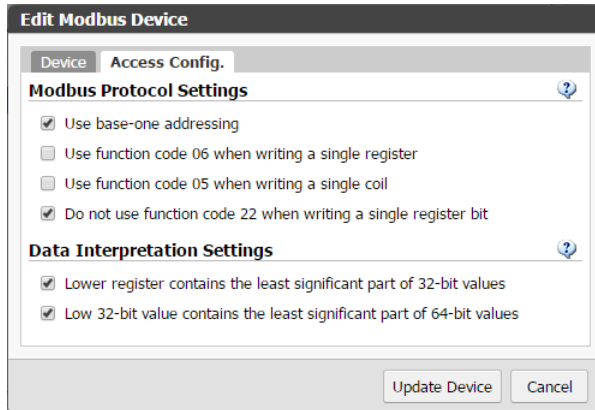 Edit Modbus Device
Device Access Config.
Modbus Protocol Settings
Use base-one addressing
Use function code 06 when writing a single register
Use function code 05 when writing a single coil
Do not use function code 22 when writing a single register bit
Data Interpretation Settings
Lower register contains the least significant part of 32-bit values
Low 32-bit value contains the least significant part of 64-bit values
Update Device Cancel